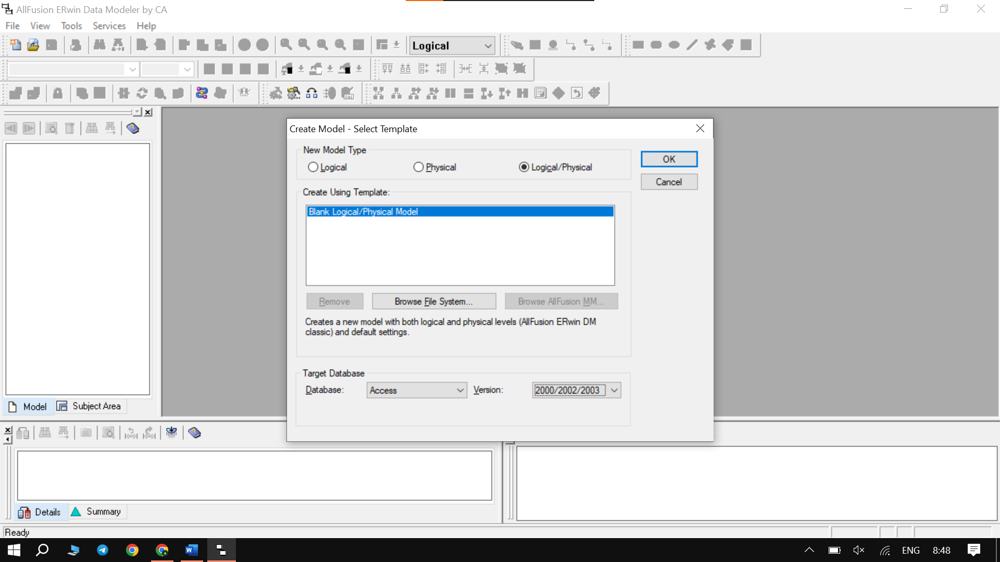 AllFusion ERwin Data Modeler by CA
File View Tools Services Help
Logical
Create Model - Select Template
New Model Type
Logical Physical Logical/Physical
OK
Cancel
Create Using Template:
Blank Logical/Physical Model
Remove Browse File System... Browse AllFusion MM...
Creates a new model with both logical and physical levels (AllFusion ERwin DM
classic) and default settings.
Target Database
Database: Access Version: 2000/2002/2003
Model Subject Area
Details Summary
Ready
ENG 8:48